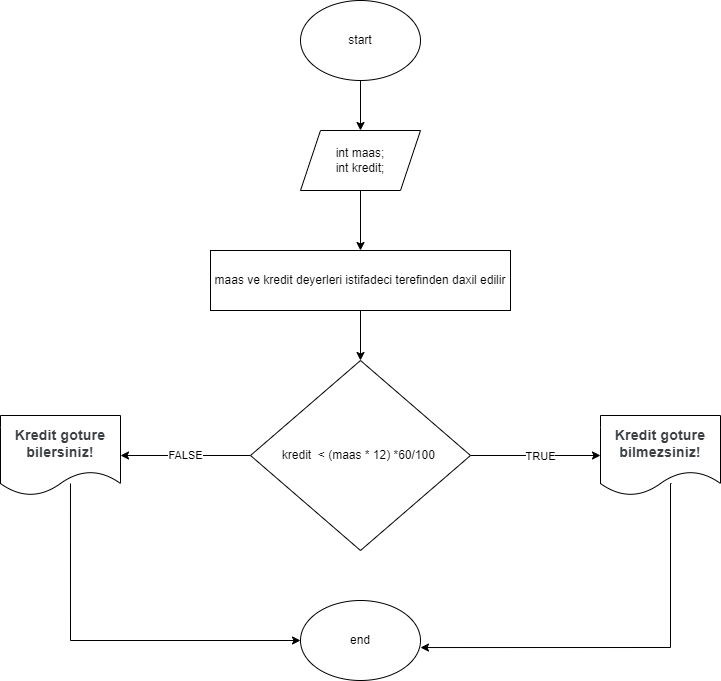 start
int maas;
int kredit;
maas ve kredit deyerleri istifadeci terefinden daxil edilir
kredit < (maas * 12) *60/100
FALSE
TRUE
Kredit goture
bilersiniz!
Kredit goture
bilmezsiniz!
end